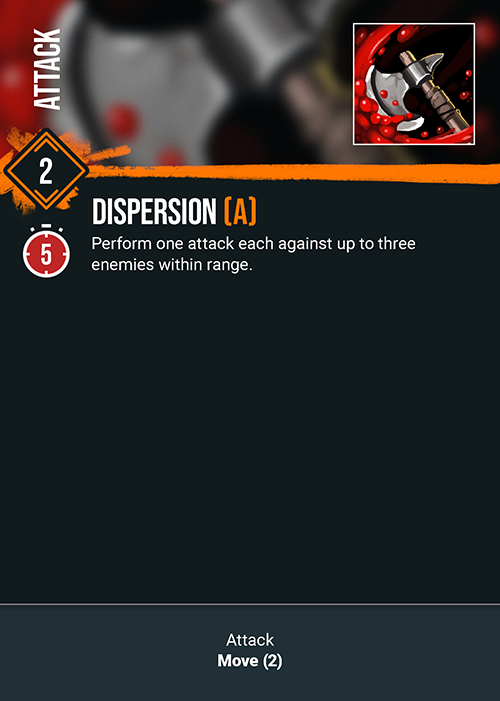 ATTACK
2
DISPERSION (A)
5
Perform one attack each against up to three
enemies within range.
Attack
Move (2)